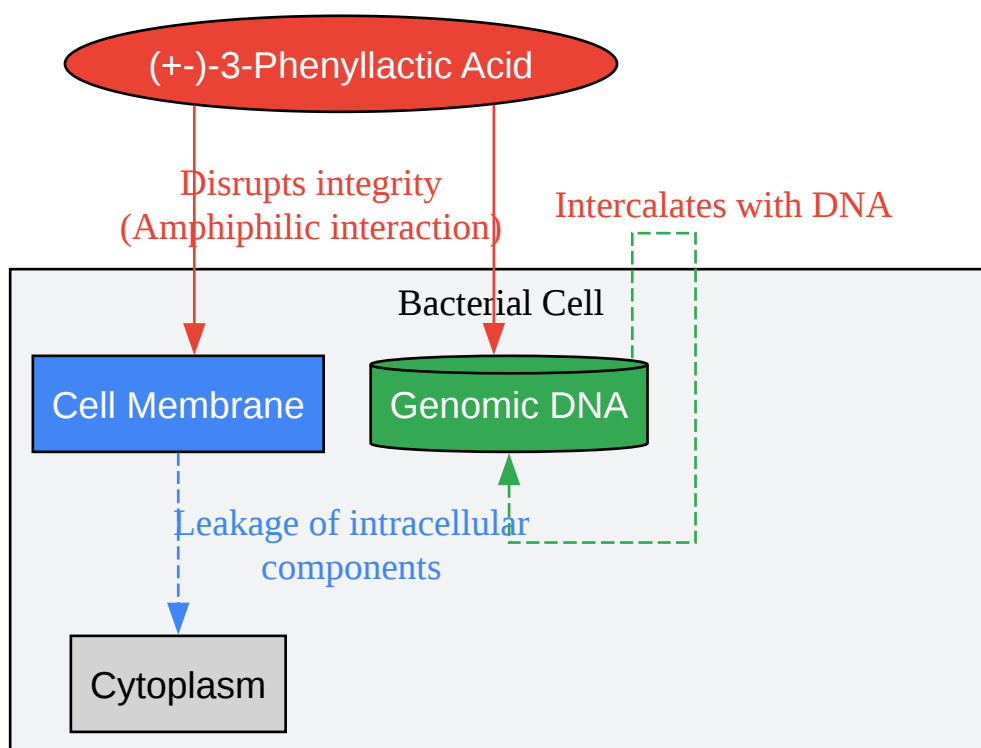 (+-)-3-Phenyllactic Acid
Disrupts integrity
(Amphiphilic interaction)
Intercalates with DNA
Bacterial Cell
Cell Membrane
Genomic DNA
Leakage of intracellular
components
Cytoplasm